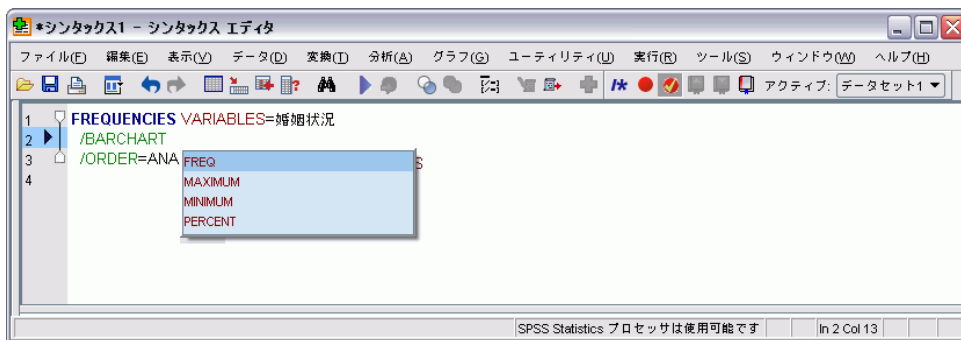 *シンタックス1 - シンタックス エディタ
ファイル(F) 編集(E) 表示(V) データ(D) 変換(T) 分析(A) グラフ(G) ユーティリティ(U) 実行(R) ツール(S) ウィンドウ(W) ヘルプ(H)
アクティブ: データセット1
1 FREQUENCIES VARIABLES=婚姻状況
2 /BARCHART
3 /ORDER=ANA
4
FREQ
MAXIMUM
MINIMUM
PERCENT
SPSS Statistics プロセッサは使用可能です In 2 Col 13